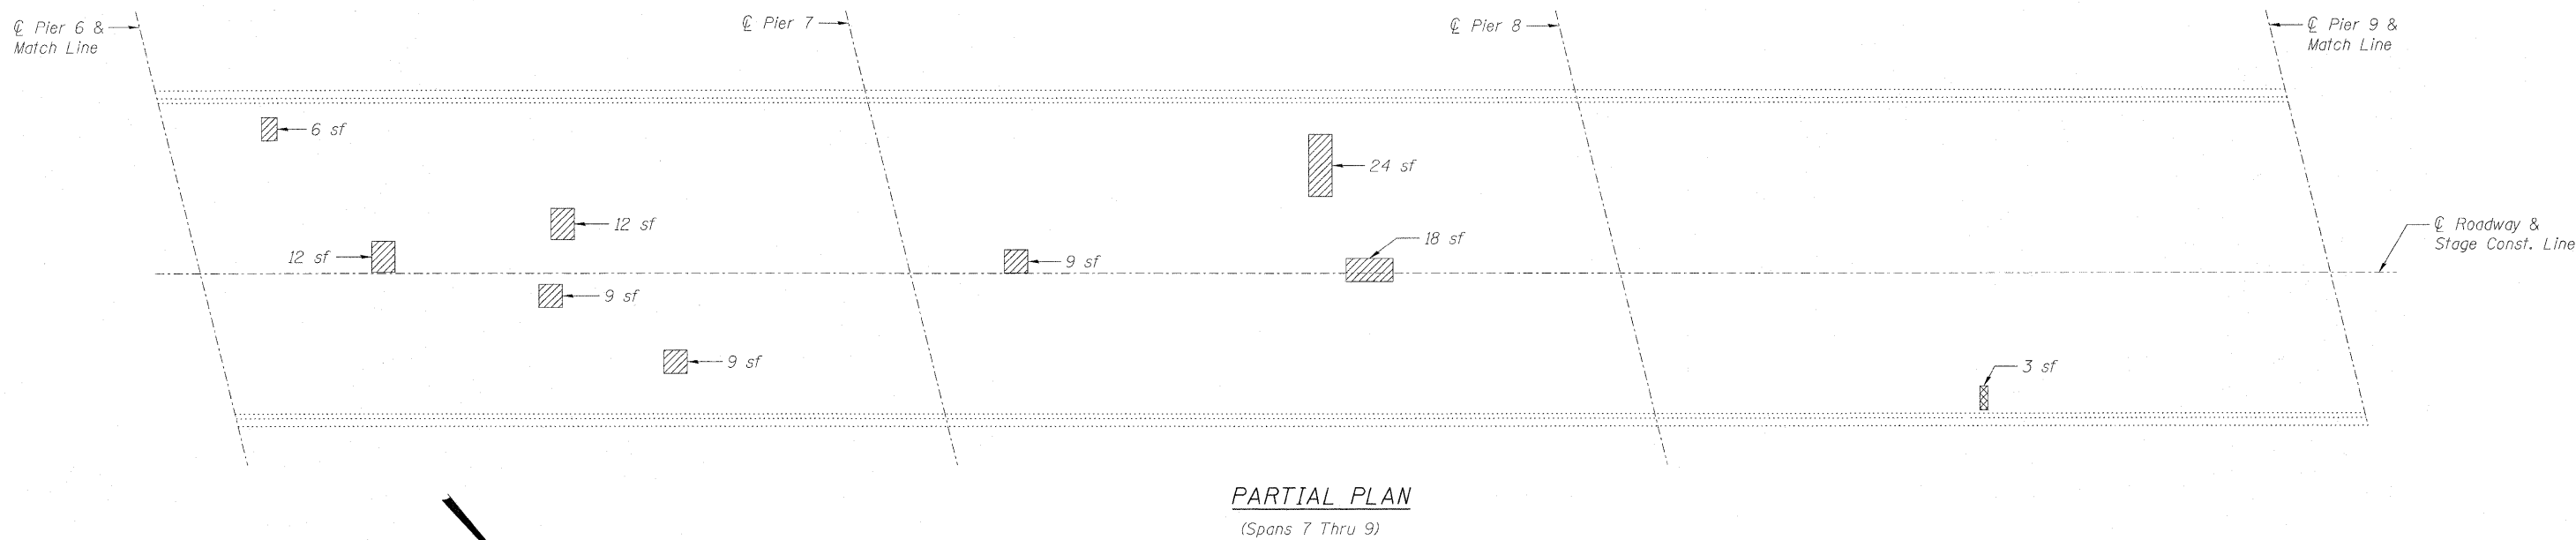 ℄ Pier 6 &
Match Line
℄ Pier 7
℄ Pier 8
℄ Pier 9 &
Match Line
6 sf
24 sf
12 sf
12 sf
18 sf
9 sf
℄ Roadway &
Stage Const. Line
9 sf
9 sf
3 sf
PARTIAL PLAN
(Spans 7 Thru 9)